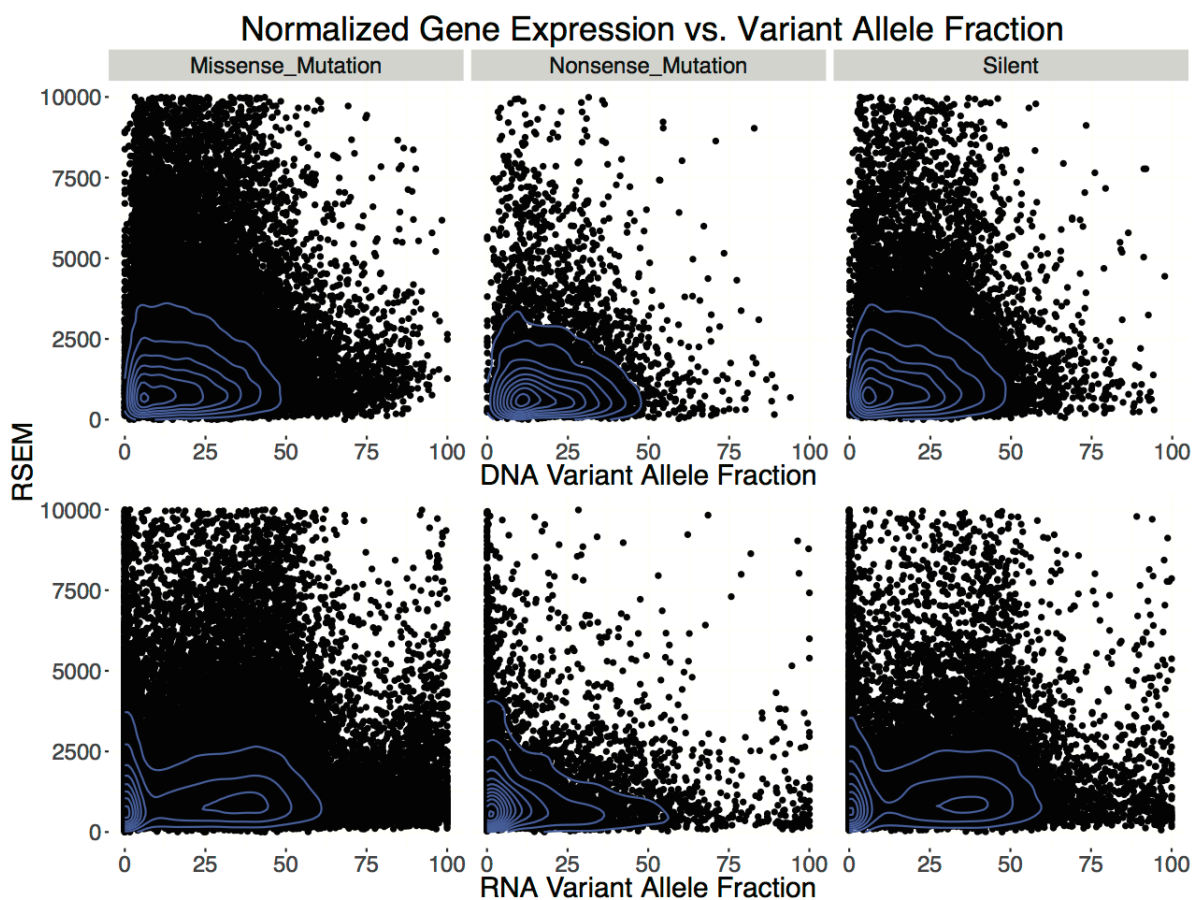 Normalized Gene Expression vs. Variant Allele Fraction
Missense_Mutation Nonsense_Mutation Silent
10000
7500
5000
2500
0
0 25 50 75 100 0 25 50 75 100 0 25 50 75 100
DNA Variant Allele Fraction
RSEM
10000
7500
5000
2500
0
0 25 50 75 100 0 25 50 75 100 0 25 50 75 100
RNA Variant Allele Fraction